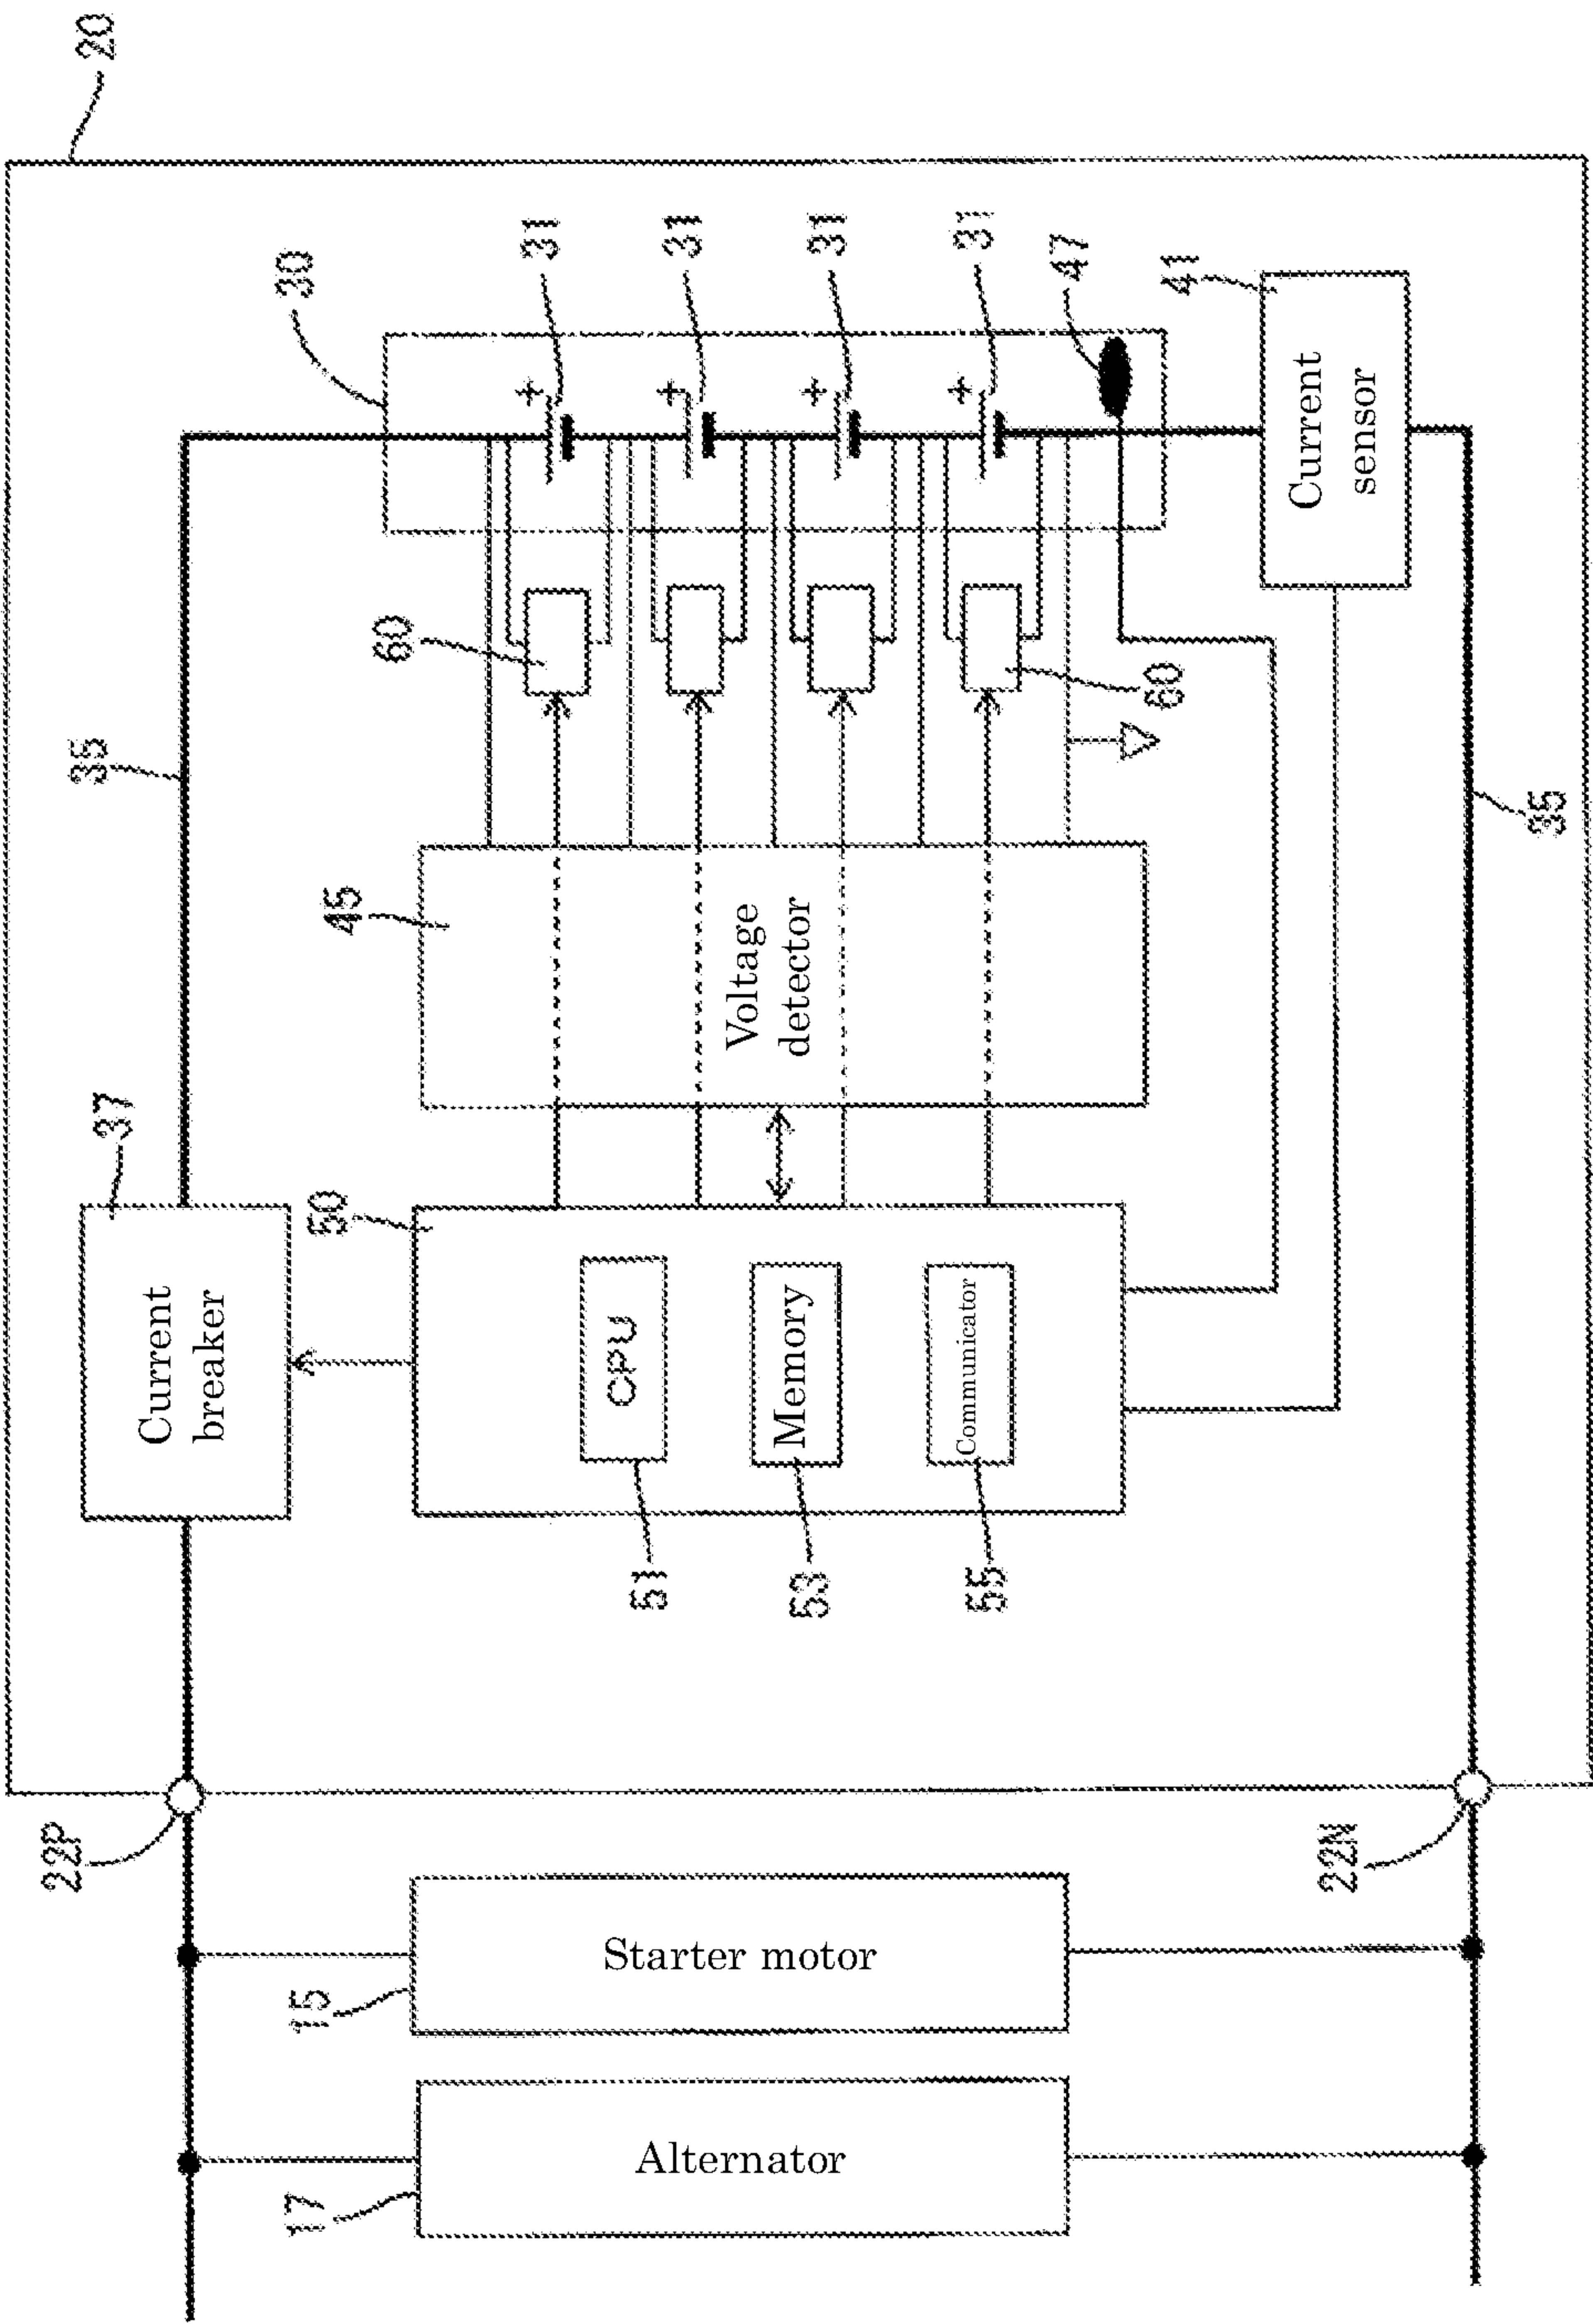 20
30
31
31
31
31
47
41
Current
sensor
+
+
+
+
60
60
35
35
45
Voltage
detector
37
Current
breaker
50
CPU
Memory
Communicator
51
53
55
22P
22N
Starter motor
15
Alternator
17